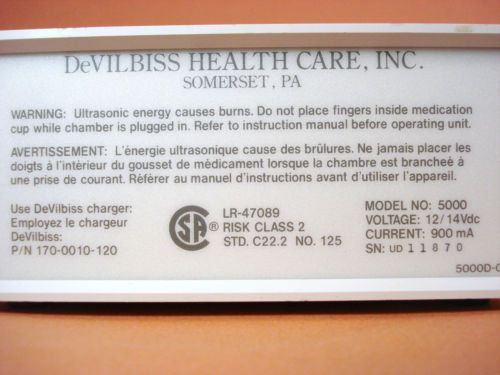 DeVILBISS HEALTH CARE, INC.
SOMERSET, PA
WARNING: Ultrasonic energy causes burns. Do not place fingers inside medication
cup while chamber is plugged in. Refer to instruction manual before operating unit.
AVERTISSEMENT: L'énergie ultrasonique cause des brûlures. Ne jamais placer les
doigts à l'intérieur du gousset de médicament lorsque la chambre est brancheé à
une prise de courant. Référer au manuel d'instructions avant d'utiliser l'appareil.
Use DeVilbiss charger:
Employez le chargeur
DeVilbiss:
P/N 170-0010-120
SA ®
LR-47089
RISK CLASS 2
STD. C22.2 NO. 125
MODEL NO: 5000
VOLTAGE: 12/14Vdc
CURRENT: 900 mA
SN: UD 11870
5000D-